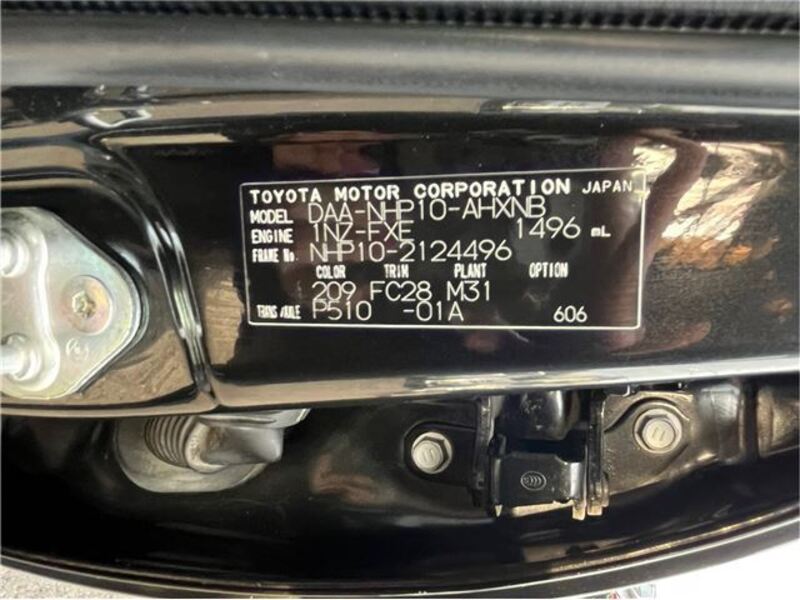 TOYOTA MOTOR CORPORATION JAPAN
MODEL DAA-NHP10-AHXNB
ENGINE 1NZ-FXE 1496 mL
FRAME No. NHP10-2124496
COLOR TRIM PLANT OPTION
209 FC28 M31
TRANS/AXLE P510 -01A 606